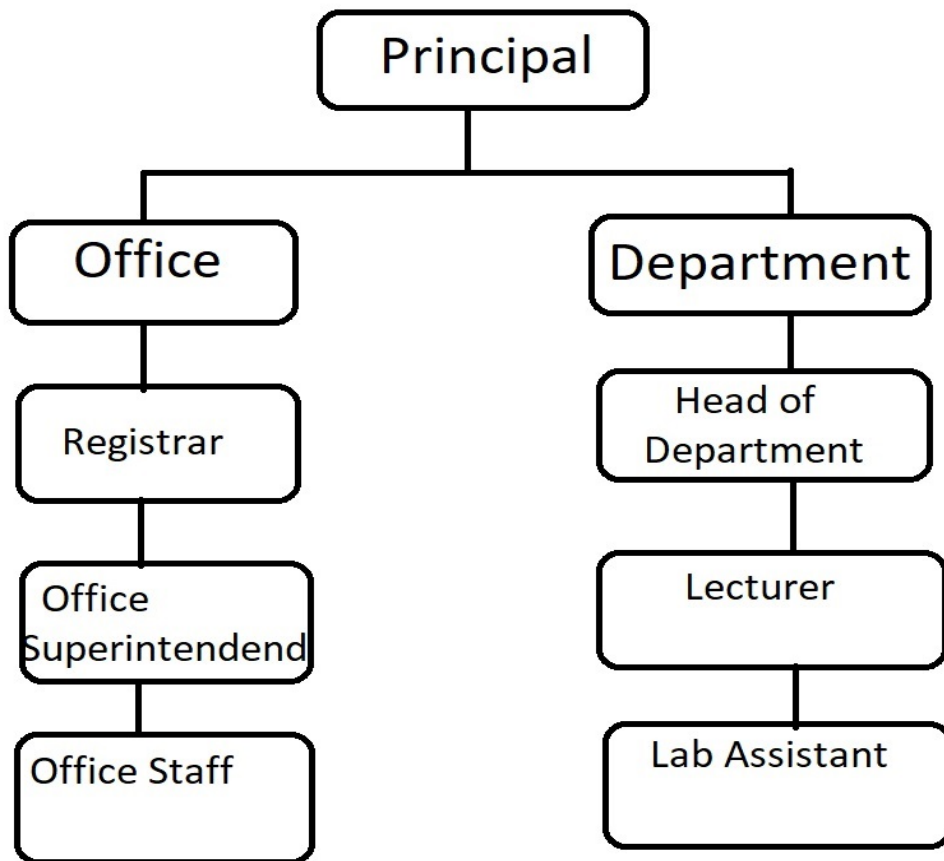 Principal
Office
Department
Registrar
Head of
Department
Office
Superintendend
Lecturer
Office Staff
Lab Assistant